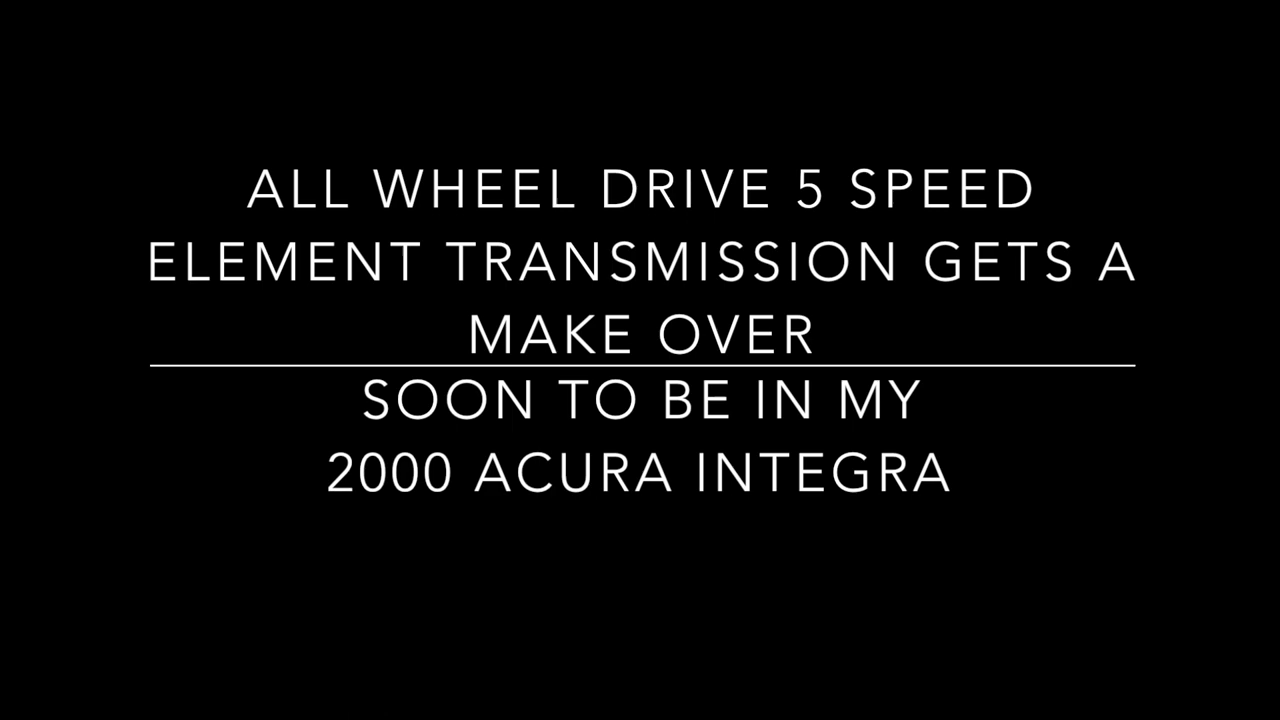 ALL WHEEL DRIVE 5 SPEED
ELEMENT TRANSMISSION GETS A
MAKE OVER
SOON TO BE IN MY
2000 ACURA INTEGRA